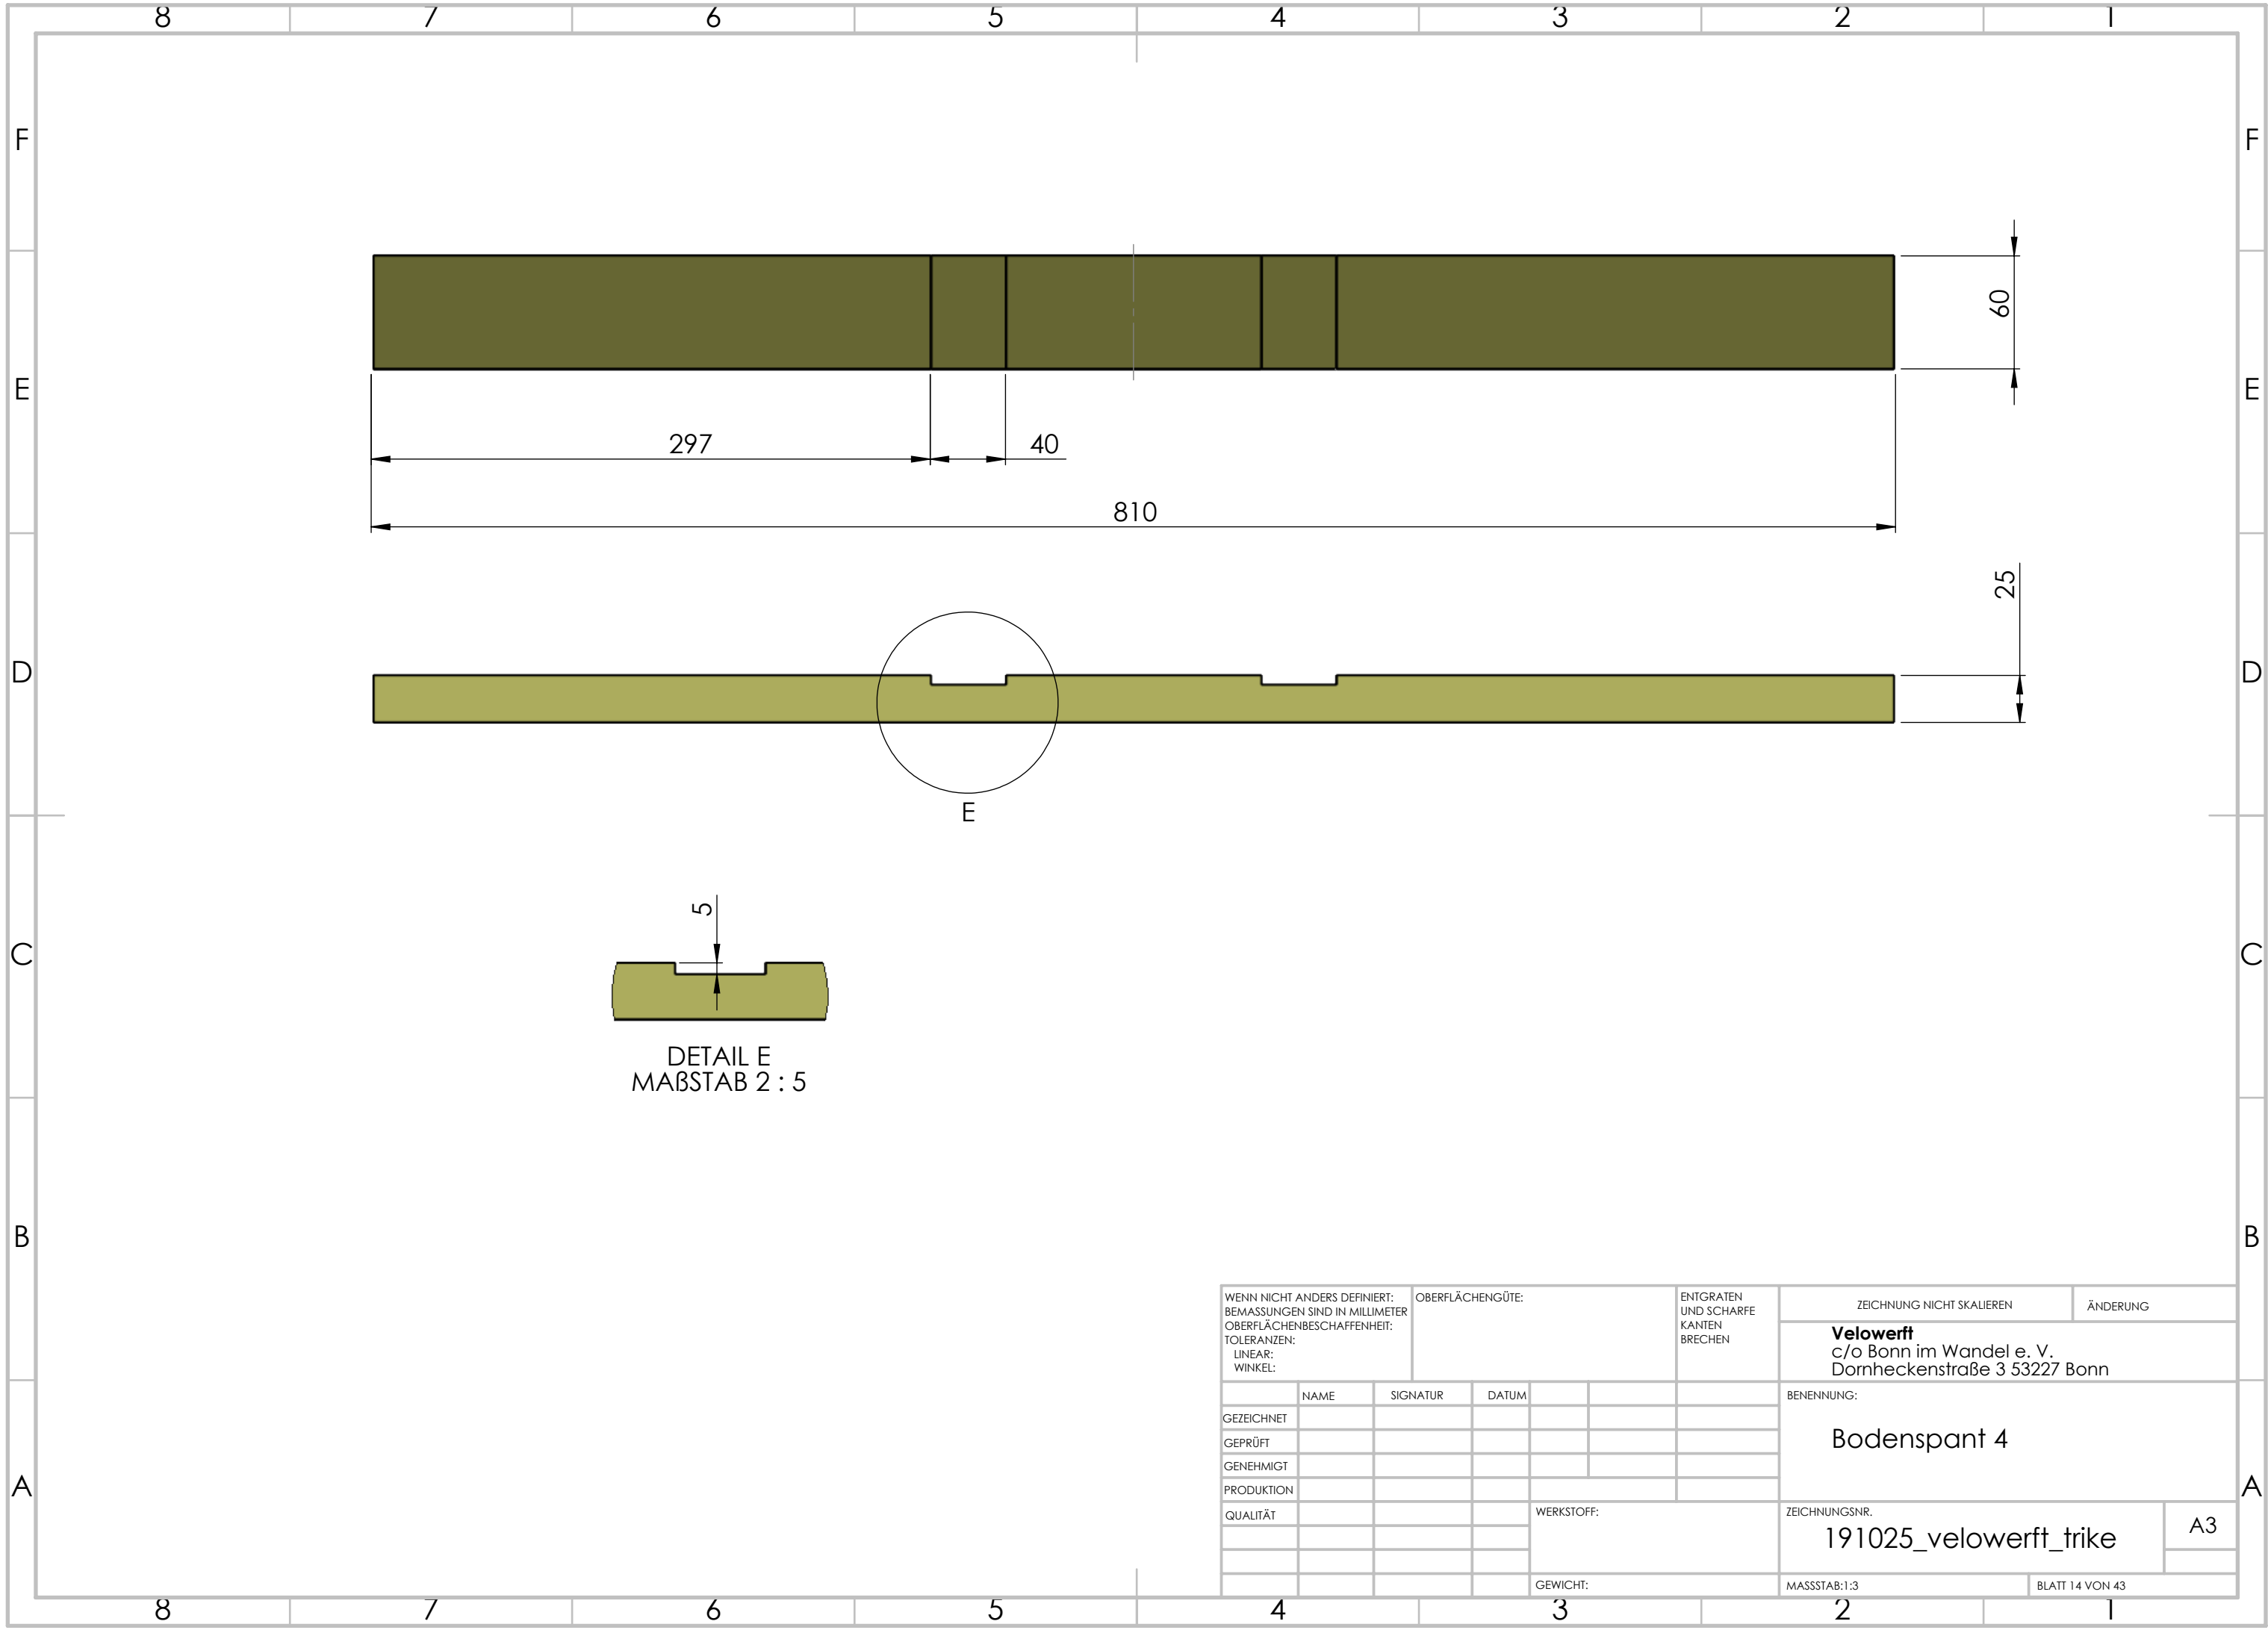 8 7 6 5 4 3 2 1
F F
60
E E
297 40
810
25
D D
E
5
C C
DETAIL E
MAßSTAB 2 : 5
B B
WENN NICHT ANDERS DEFINIERT:
BEMASSUNGEN SIND IN MILLIMETER
OBERFLÄCHENBESCHAFFENHEIT:
TOLERANZEN:
LINEAR:
WINKEL:
OBERFLÄCHENGÜTE:
ENTGRATEN
UND SCHARFE
KANTEN
BRECHEN
ZEICHNUNG NICHT SKALIEREN
ÄNDERUNG
Velowerft
c/o Bonn im Wandel e. V.
Dornheckenstraße 3 53227 Bonn
NAME SIGNATUR DATUM
GEZEICHNET
GEPRÜFT
GENEHMIGT
PRODUKTION
QUALITÄT
BENENNUNG:
Bodenspant 4
A A
WERKSTOFF:
ZEICHNUNGSNR.
191025_velowerft_trike
A3
GEWICHT:
MASSSTAB:1:3
BLATT 14 VON 43
8 7 6 5 4 3 2 1